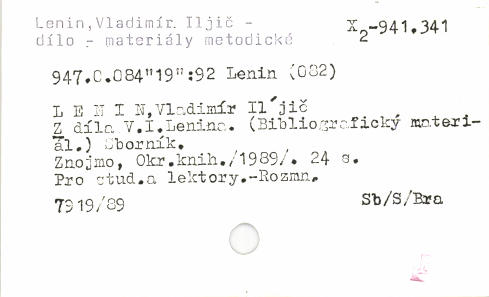 Lenin,Vladimír Iljič -
dílo - materiály metodické
X2-941.341
947.0.084"19":92 Lenin (082)
L E N I N,Vladimír Il´jič
Z díla V.I.Lenina. (Bibliografický materi-
ál.) Sborník.
Znojmo, Okr.knih./1989/. 24 s.
Pro stud.a lektory.-Rozmn.
7919/89
Sb/S/Bra